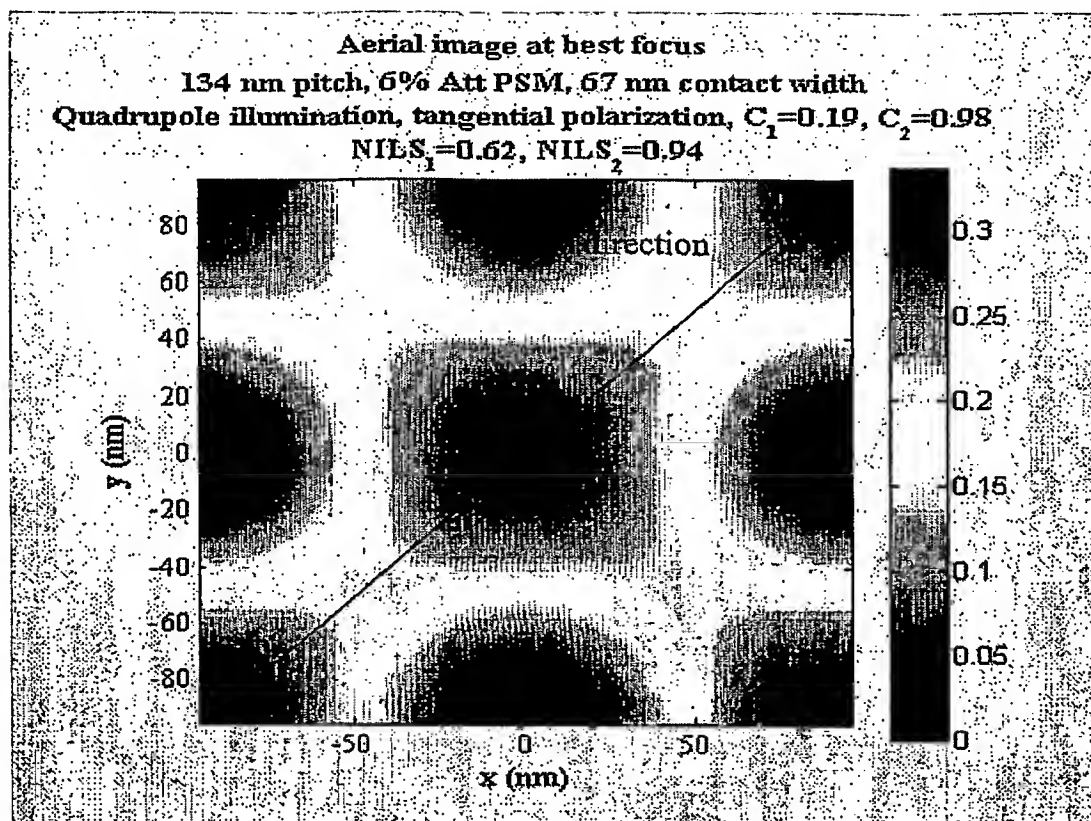 Aerial image at best focus
134 nm pitch, 6% Att PSM, 67 nm contact width
Quadrupole illumination, tangential polarization, C₁=0.19, C₂=0.98
NILS₁=0.62, NILS₂=0.94
80
60
40
20
0
-20
-40
-60
80
y (nm)
direction
-50
0
50
x (nm)
0.3
0.25
0.2
0.15
0.1
0.05
0